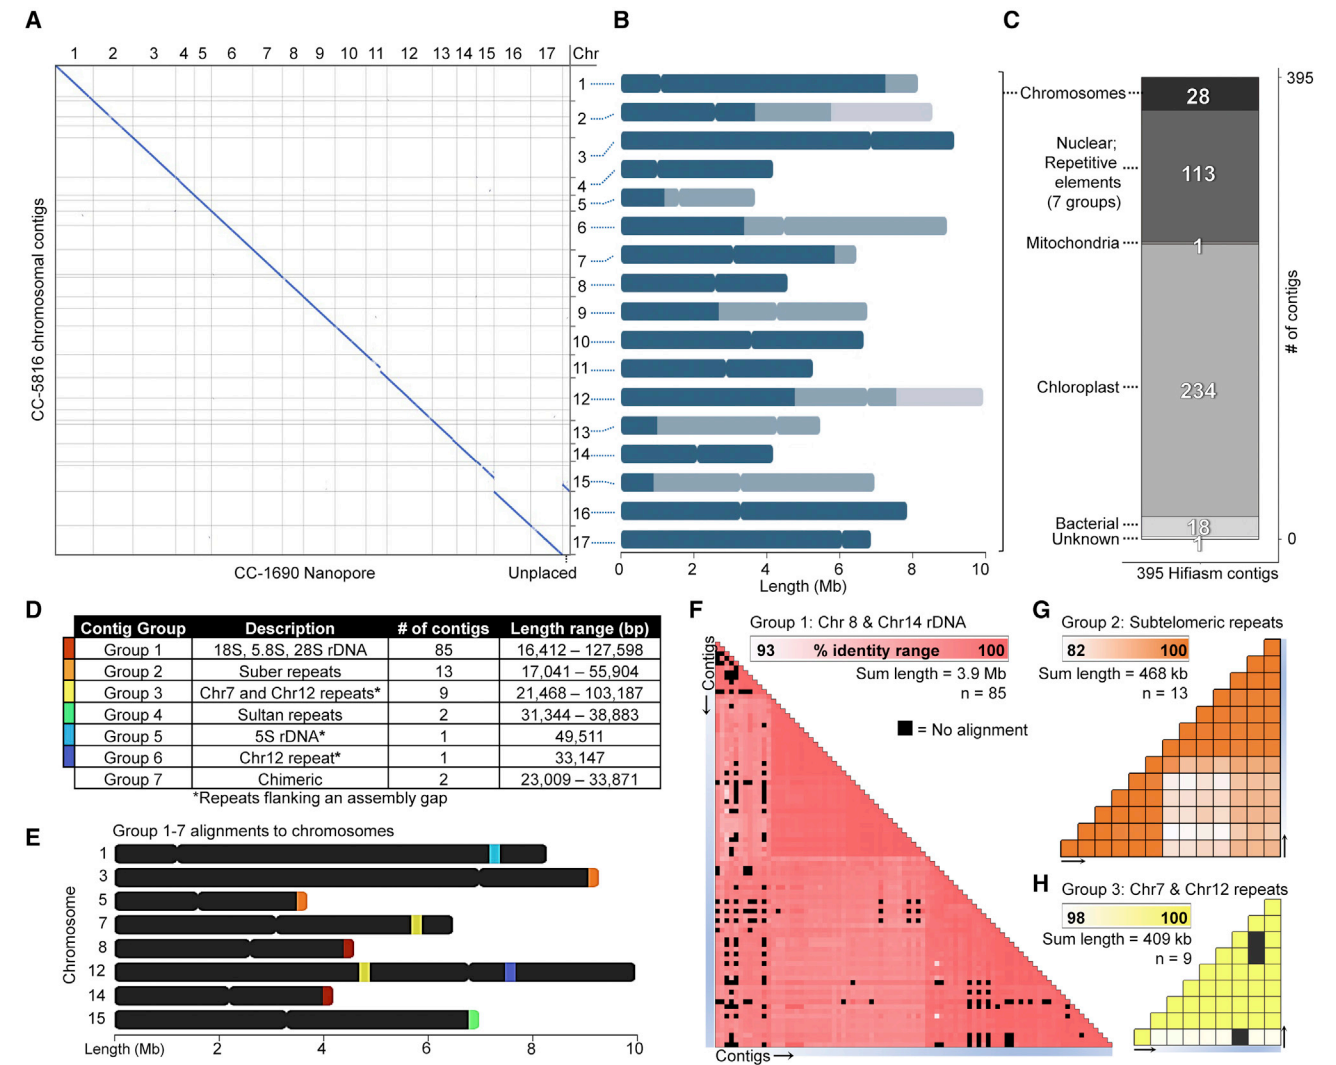 A
1 2 3 4 5 6 7 8 9 10 11 12 13 14 15 16 17 Chr
CC-5816 chromosomal contigs
1
2
3
4
5
6
7
8
9
10
11
12
13
14
15
16
17
CC-1690 Nanopore
Unplaced
B
0 2 4 6 8 10
Length (Mb)
C
395
Chromosomes
28
Nuclear;
Repetitive
elements
(7 groups)
113
Mitochondria
1
Chloroplast
234
Bacterial
18
Unknown
1
0
# of contigs
395 Hifiasm contigs
D
Contig Group Description # of contigs Length range (bp)
Group 1 18S, 5.8S, 28S rDNA 85 16,412 – 127,598
Group 2 Suber repeats 13 17,041 – 55,904
Group 3 Chr7 and Chr12 repeats* 9 21,468 – 103,187
Group 4 Sultan repeats 2 31,344 – 38,883
Group 5 5S rDNA* 1 49,511
Group 6 Chr12 repeat* 1 33,147
Group 7 Chimeric 2 23,009 – 33,871
*Repeats flanking an assembly gap
E
Group 1-7 alignments to chromosomes
Chromosome
1
3
5
7
8
12
14
15
Length (Mb) 2 4 6 8 10
F
Group 1: Chr 8 & Chr14 rDNA
93 % identity range 100
Sum length = 3.9 Mb
n = 85
= No alignment
Contigs
Contigs
G
Group 2: Subtelomeric repeats
82 100
Sum length = 468 kb
n = 13
H
Group 3: Chr7 & Chr12 repeats
98 100
Sum length = 409 kb
n = 9